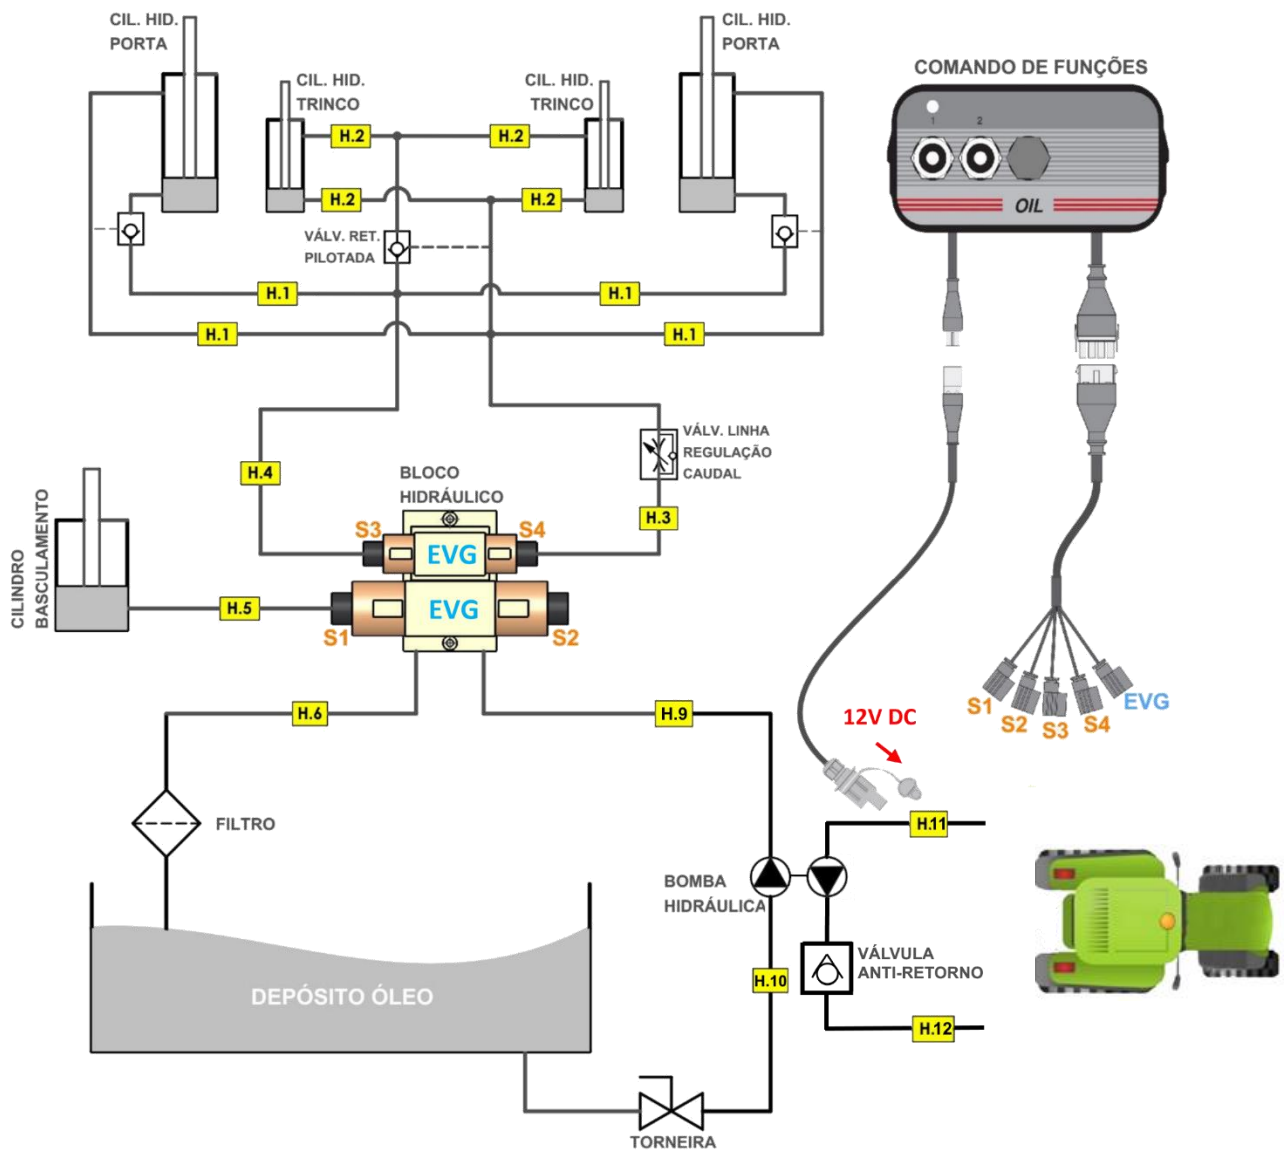 CIL. HID.
PORTA
CIL. HID.
TRINCO
CIL. HID.
TRINCO
CIL. HID.
PORTA
COMANDO DE FUNÇÕES
1 2
OIL
H.2
H.2
H.2
H.2
VÁLV. RET.
PILOTADA
H.1
H.1
H.1
H.1
H.4
BLOCO
HIDRÁULICO
VÁLV. LINHA
REGULAÇÃO
CAUDAL
H.3
S3
S4
EVG
CILINDRO
BASCULAMENTO
H.5
EVG
S1
S2
H.6
H.9
S1
S2
S3
S4
EVG
12V DC
FILTRO
H.11
BOMBA
HIDRÁULICA
VÁLVULA
ANTI-RETORNO
H.10
DEPÓSITO ÓLEO
H.12
TORNEIRA